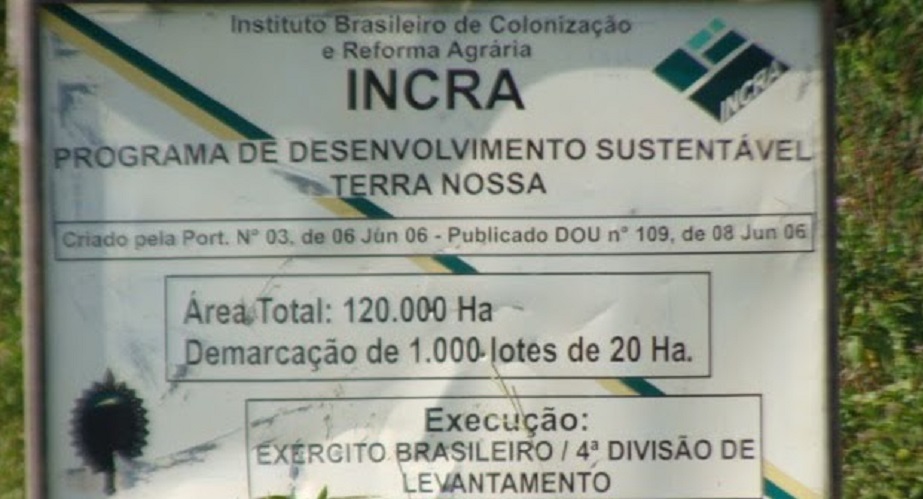 Instituto Brasileiro de Colonização
e Reforma Agrária
INCRA
INCRA
PROGRAMA DE DESENVOLVIMENTO SUSTENTÁVEL
TERRA NOSSA
Criado pela Port. Nº 03, de 06 Jun 06 - Publicado DOU nº 109, de 08 Jun 06
Área Total: 120.000 Ha
Demarcação de 1.000 lotes de 20 Ha.
Execução:
EXÉRCITO BRASILEIRO / 4ª DIVISÃO DE
LEVANTAMENTO